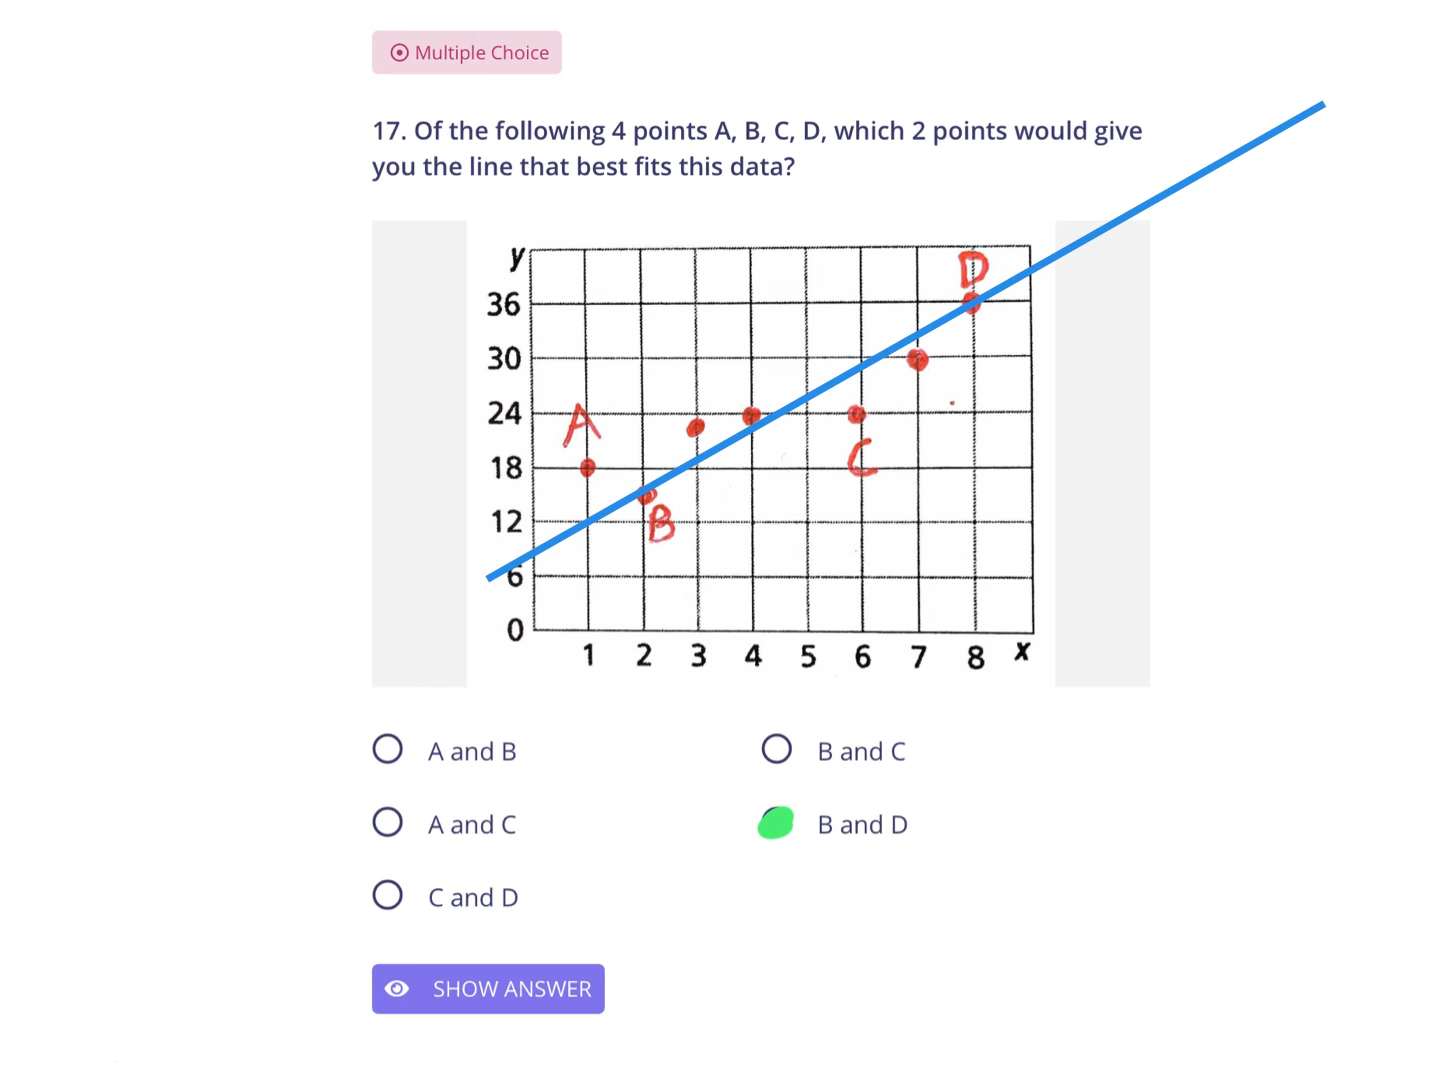 Multiple Choice
17. Of the following 4 points A, B, C, D, which 2 points would give
you the line that best fits this data?
y
D
36
30
A
24
C
18
B
12
6
0
1 2 3 4 5 6 7 8 x
A and B
B and C
A and C
B and D
C and D
SHOW ANSWER